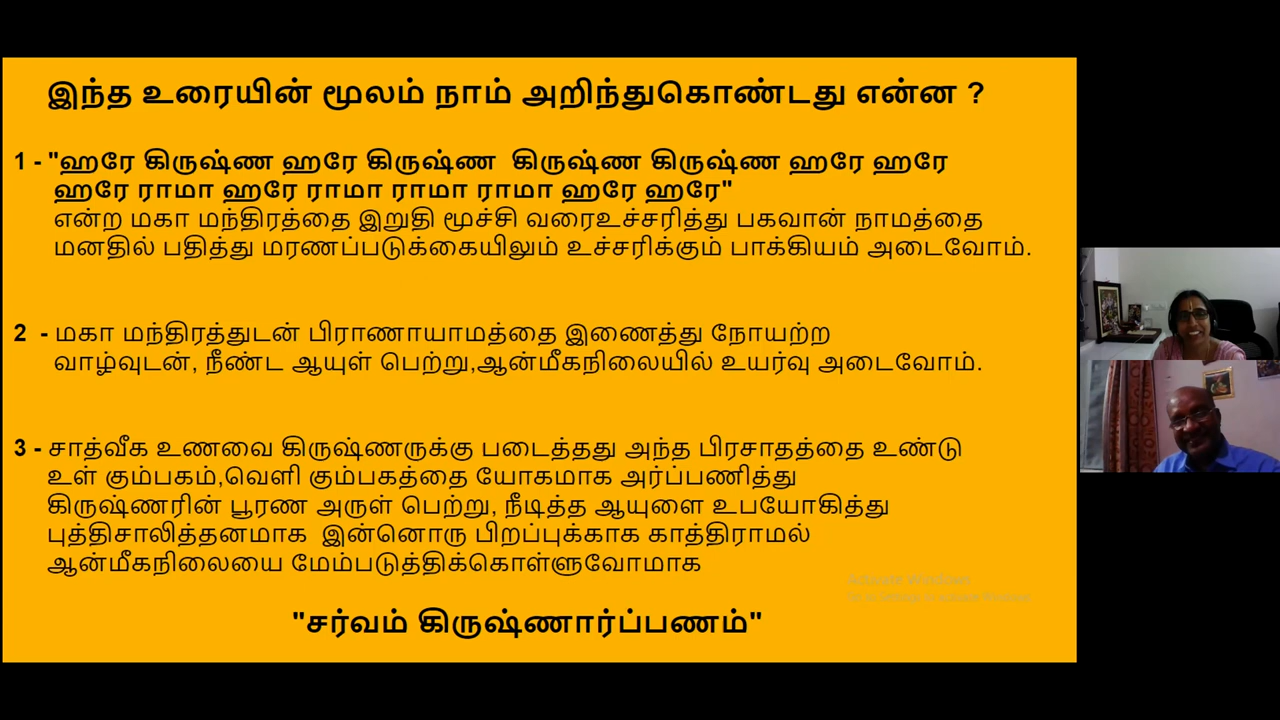 இந்த உரையின் மூலம் நாம் அறிந்துகொண்டது என்ன ?
1 - "ஹரே கிருஷ்ண ஹரே கிருஷ்ண கிருஷ்ண கிருஷ்ண ஹரே ஹரே
ஹரே ராமா ஹரே ராமா ராமா ராமா ஹரே ஹரே"
என்ற மகா மந்திரத்தை இறுதி மூச்சி வரைஉச்சரித்து பகவான் நாமத்தை
மனதில் பதித்து மரணப்படுக்கையிலும் உச்சரிக்கும் பாக்கியம் அடைவோம்.
2 - மகா மந்திரத்துடன் பிராணாயாமத்தை இணைத்து நோயற்ற
வாழ்வுடன், நீண்ட ஆயுள் பெற்று,ஆன்மீகநிலையில் உயர்வு அடைவோம்.
3 - சாத்வீக உணவை கிருஷ்ணருக்கு படைத்தது அந்த பிரசாதத்தை உண்டு
உள் கும்பகம்,வெளி கும்பகத்தை யோகமாக அர்ப்பணித்து
கிருஷ்ணரின் பூரண அருள் பெற்று, நீடித்த ஆயுளை உபயோகித்து
புத்திசாலித்தனமாக இன்னொரு பிறப்புக்காக காத்திராமல்
ஆன்மீகநிலையை மேம்படுத்திக்கொள்ளுவோமாக
Activate Windows
"சர்வம் கிருஷ்ணார்ப்பணம்"